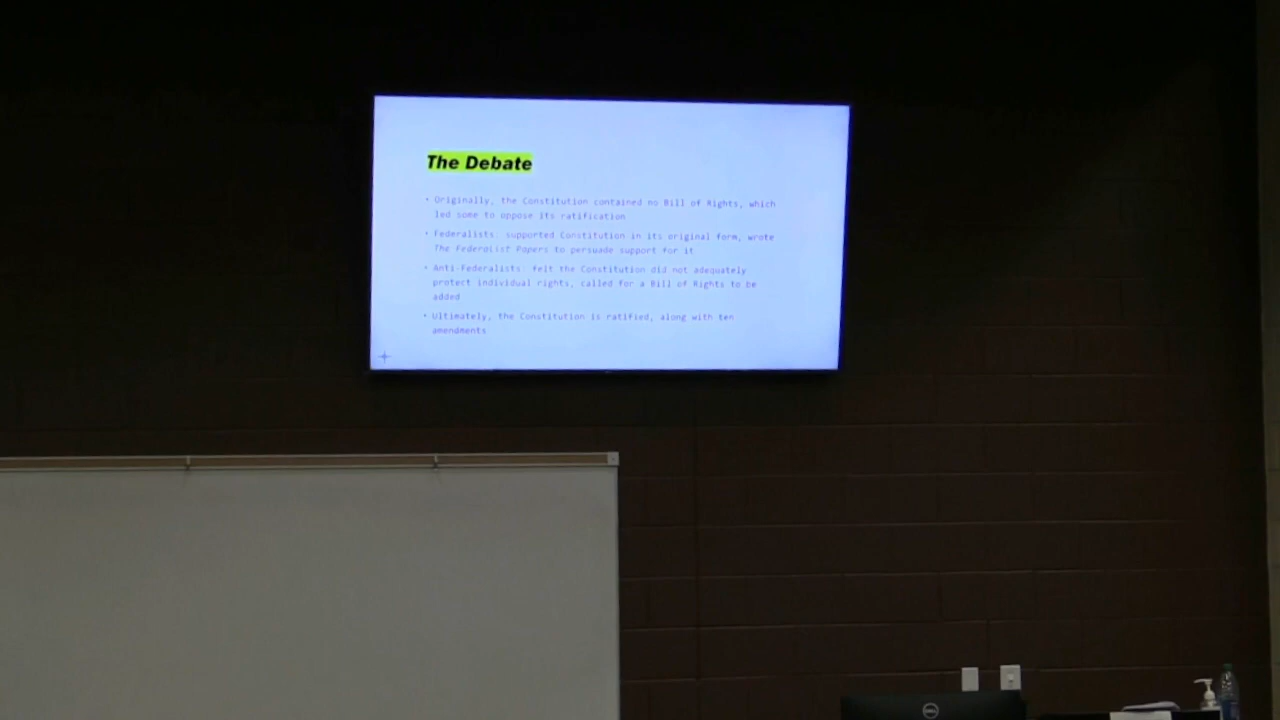 The Debate
• Originally, the Constitution contained no Bill of Rights, which
led some to oppose its ratification
• Federalists: supported Constitution in its original form, wrote
The Federalist Papers to persuade support for it
• Anti-Federalists: felt the Constitution did not adequately
protect individual rights, called for a Bill of Rights to be
added
• Ultimately, the Constitution is ratified, along with ten
amendments
DELL